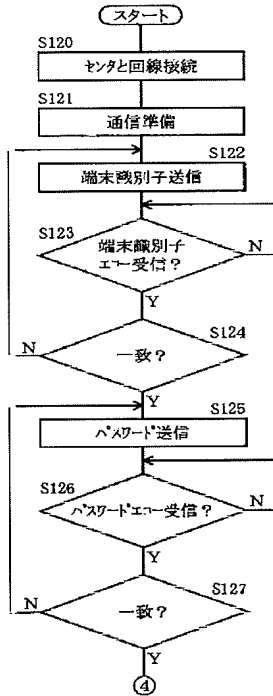 スタート
S120
センタと回線接続
S121
通信準備
S122
端末識別子送信
S123
端末識別子
エコー受信?
N
Y
S124
N
一致?
Y
S125
パスワード送信
S126
パスワードエコー受信?
N
Y
S127
N
一致?
Y
4